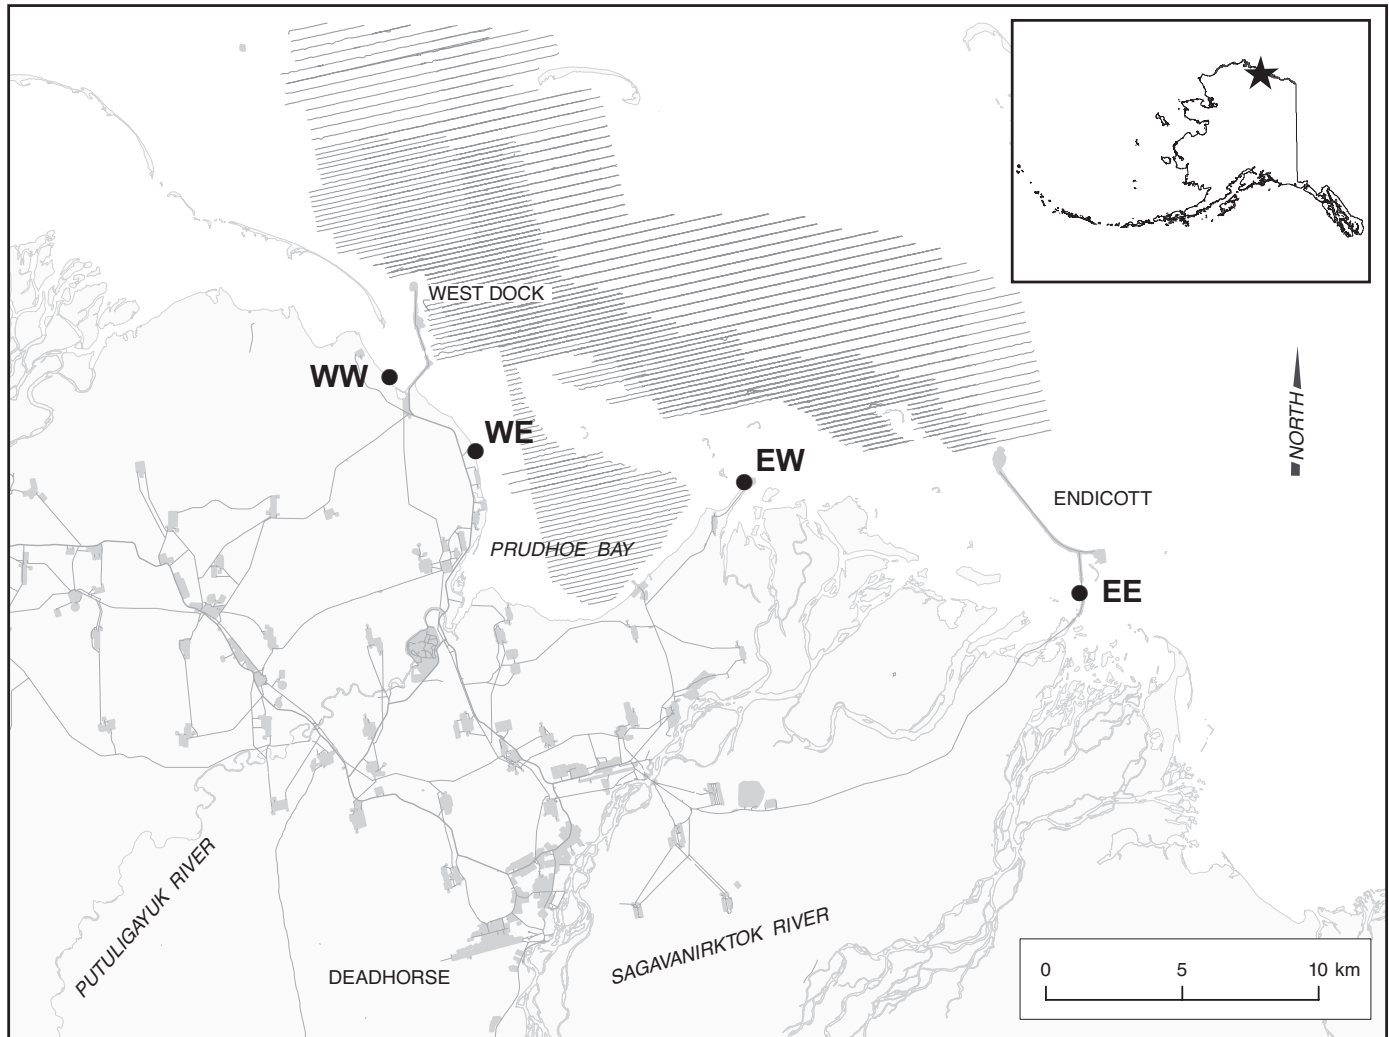 WEST DOCK
WW
WE
EW
NORTH
ENDICOTT
PRUDHOE BAY
EE
PUTULIGAYUK RIVER
SAGAVANIRKTOK RIVER
DEADHORSE
0 5 10 km